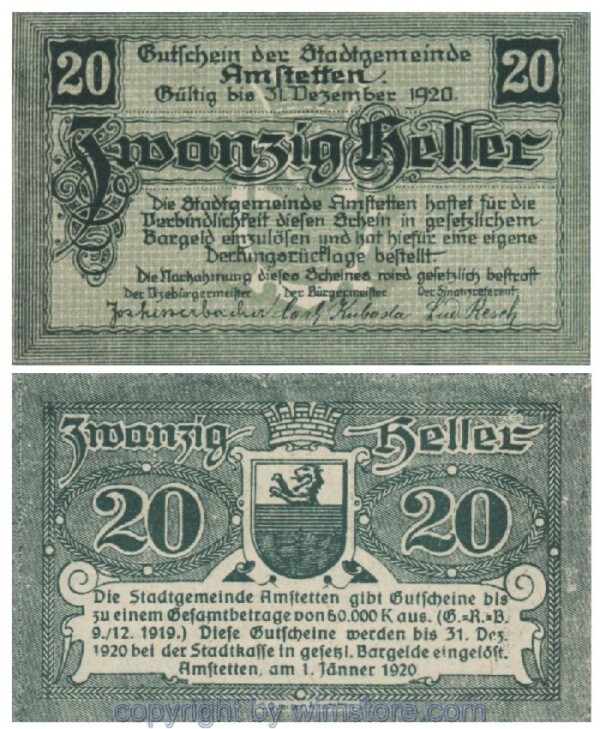 20
Gutschein der Stadtgemeinde
20
Amstetten.
Gültig bis 31. Dezember 1920.
Zwanzig Heller
Die Stadtgemeinde Amstetten haftet für die
Verbindlichkeit diesen Schein in gesetzlichem
Bargeld einzulösen und hat hiefür eine eigene
Deckungsrücklage bestellt.
Die Nachahmung dieses Scheines wird gesetzlich bestraft
Der Vizebürgermeister Der Bürgermeister Der Finanzreferent
Carl Kubasta Resch
Zwanzig Heller
20 20
Die Stadtgemeinde Amstetten gibt Gutscheine bis
zu einem Gesamtbetrage von 60.000 K aus. (G.-R.-B.
9./12. 1919.) Diese Gutscheine werden bis 31. Dez.
1920 bei der Stadtkasse in gesetzl. Bargelde eingelöst.
Amstetten, am 1. Jänner 1920
copyright by wimstore.com